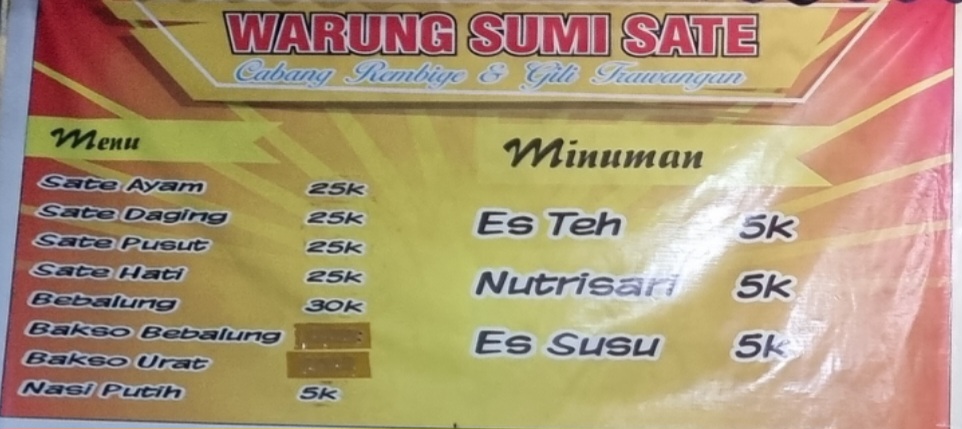 WARUNG SUMI SATE
Cabang Rembige & Gili Trawangan
Menu
Sate Ayam 25K
Sate Daging 25K
Sate Pusut 25K
Sate Hati 25K
Bebalung 30K
Bakso Bebalung
Bakso Urat
Nasi Putih 5K
Minuman
Es Teh 5K
Nutrisari 5K
Es Susu 5K